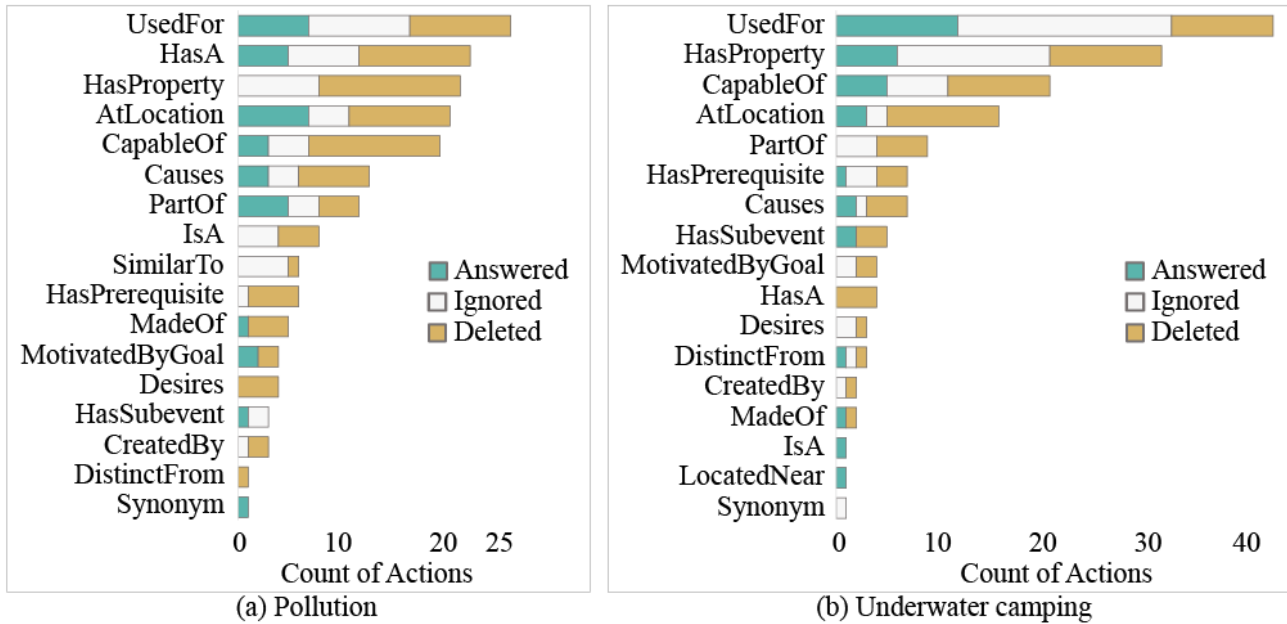 UsedFor
HasA
HasProperty
AtLocation
CapableOf
Causes
PartOf
IsA
SimilarTo
HasPrerequisite
MadeOf
MotivatedByGoal
Desires
HasSubevent
CreatedBy
DistinctFrom
Synonym
Answered
Ignored
Deleted
0 10 20 25
Count of Actions
(a) Pollution
UsedFor
HasProperty
CapableOf
AtLocation
PartOf
HasPrerequisite
Causes
HasSubevent
MotivatedByGoal
HasA
Desires
DistinctFrom
CreatedBy
MadeOf
IsA
LocatedNear
Synonym
Answered
Ignored
Deleted
0 10 20 30 40
Count of Actions
(b) Underwater camping